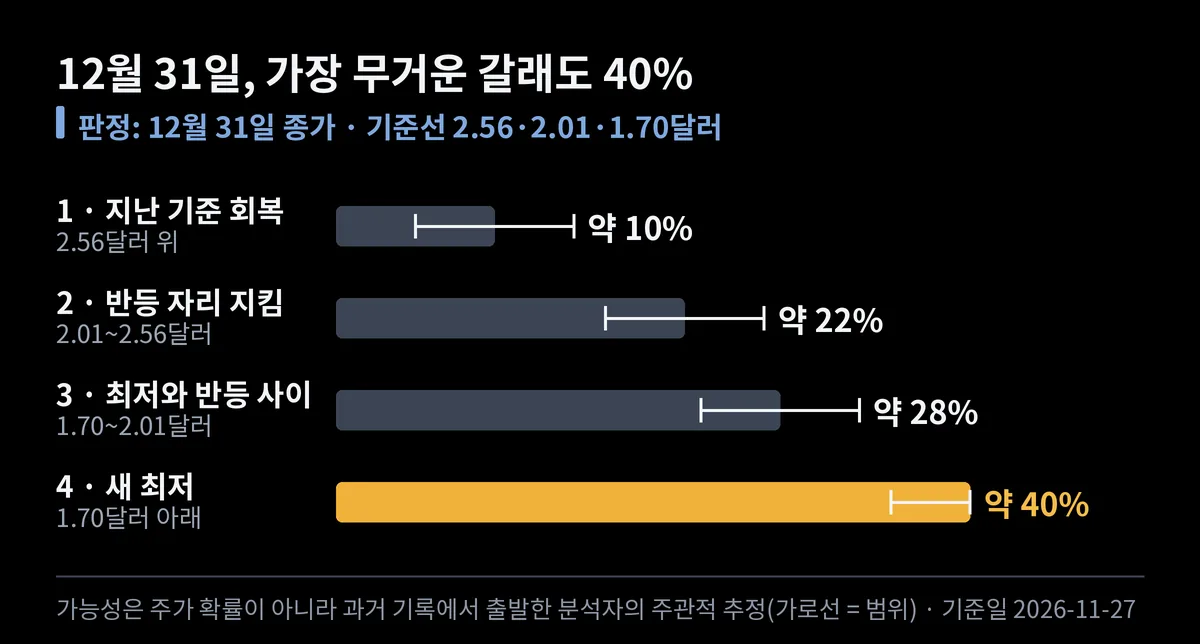 12월 31일, 가장 무거운 갈래도 40%
판정: 12월 31일 종가 · 기준선 2.56·2.01·1.70달러
1 · 지난 기준 회복
2.56달러 위
약 10%
2 · 반등 자리 지킴
2.01~2.56달러
약 22%
3 · 최저와 반등 사이
1.70~2.01달러
약 28%
4 · 새 최저
1.70달러 아래
약 40%
가능성은 주가 확률이 아니라 과거 기록에서 출발한 분석자의 주관적 추정(가로선 = 범위) · 기준일 2026-11-27